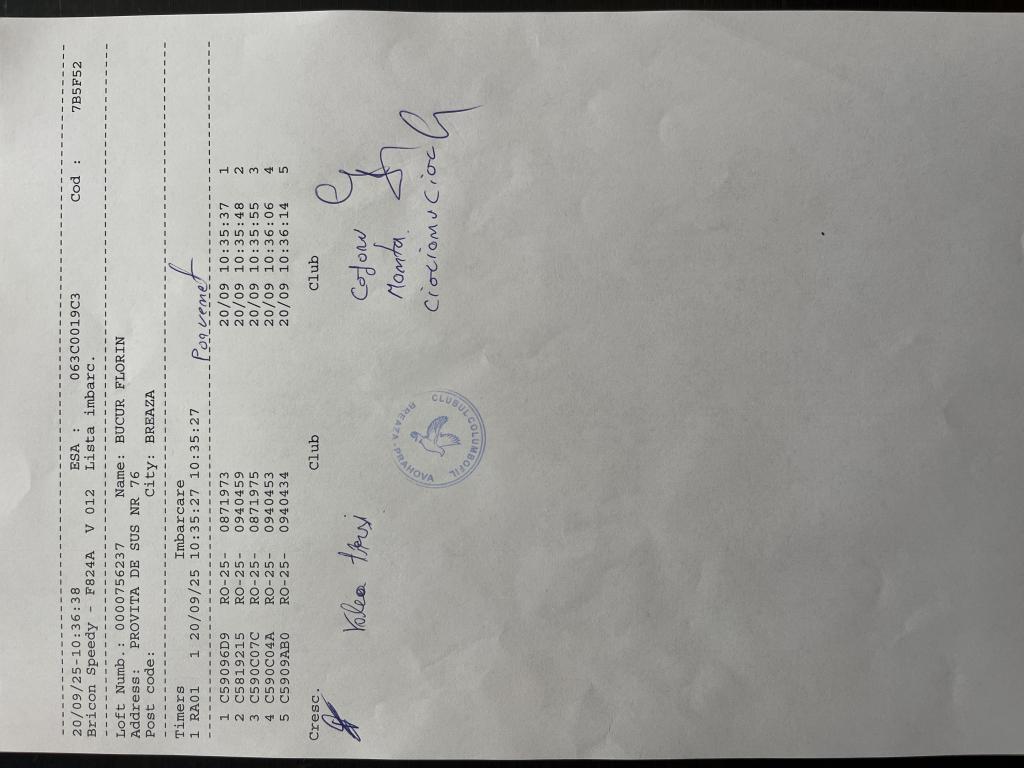 --------------------------------------------------------------------------------
20/09/25-10:36:38 ESA : 063C0019C3 Cod : 7B5F52
Bricon Speedy - F824A V 012 Lista imbarc.
--------------------------------------------------------------------------------
Loft Numb.: 0000756237 Name: BUCUR FLORIN
Address: PROVITA DE SUS NR 76
Post code: City: BREAZA
--------------------------------------------------------------------------------
Timers Imbarcare
1 RA01 1 20/09/25 10:35:27 10:35:27
--------------------------------------------------------------------------------
1 C59096D9 RO-25- 0871973 20/09 10:35:37 1
2 C5819215 RO-25- 0940459 20/09 10:35:48 2
3 C590C07C RO-25- 0871975 20/09 10:35:55 3
4 C590C04A RO-25- 0940453 20/09 10:36:06 4
5 C5909AB0 RO-25- 0940434 20/09 10:36:14 5
Cresc. Club Club
Valea
CLUBUL COLUMBOFIL
BREAZA-PRAHOVA